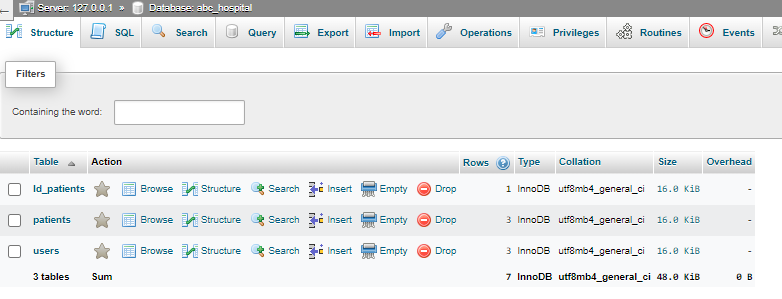 Server: 127.0.0.1 » Database: abc_hospital
Structure SQL Search Query Export Import Operations Privileges Routines Events
Filters
Containing the word:
Table Action Rows Type Collation Size Overhead
ld_patients Browse Structure Search Insert Empty Drop 1 InnoDB utf8mb4_general_ci 16.0 KiB -
patients Browse Structure Search Insert Empty Drop 3 InnoDB utf8mb4_general_ci 16.0 KiB -
users Browse Structure Search Insert Empty Drop 3 InnoDB utf8mb4_general_ci 16.0 KiB -
3 tables Sum 7 InnoDB utf8mb4_general_ci 48.0 KiB 0 B